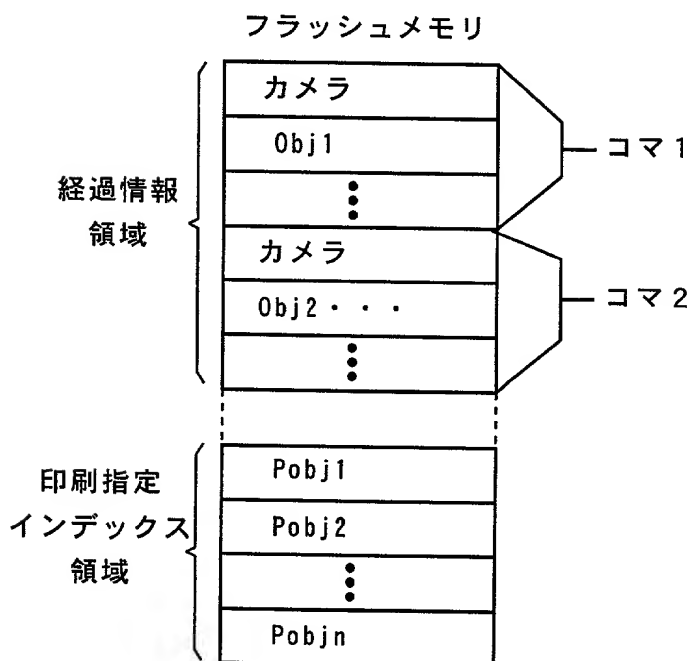 フラッシュメモリ
カメラ
Obj1
コマ1
経過情報
領域
カメラ
Obj2・・・
コマ2
印刷指定
インデックス
領域
Pobj1
Pobj2
Pobjn